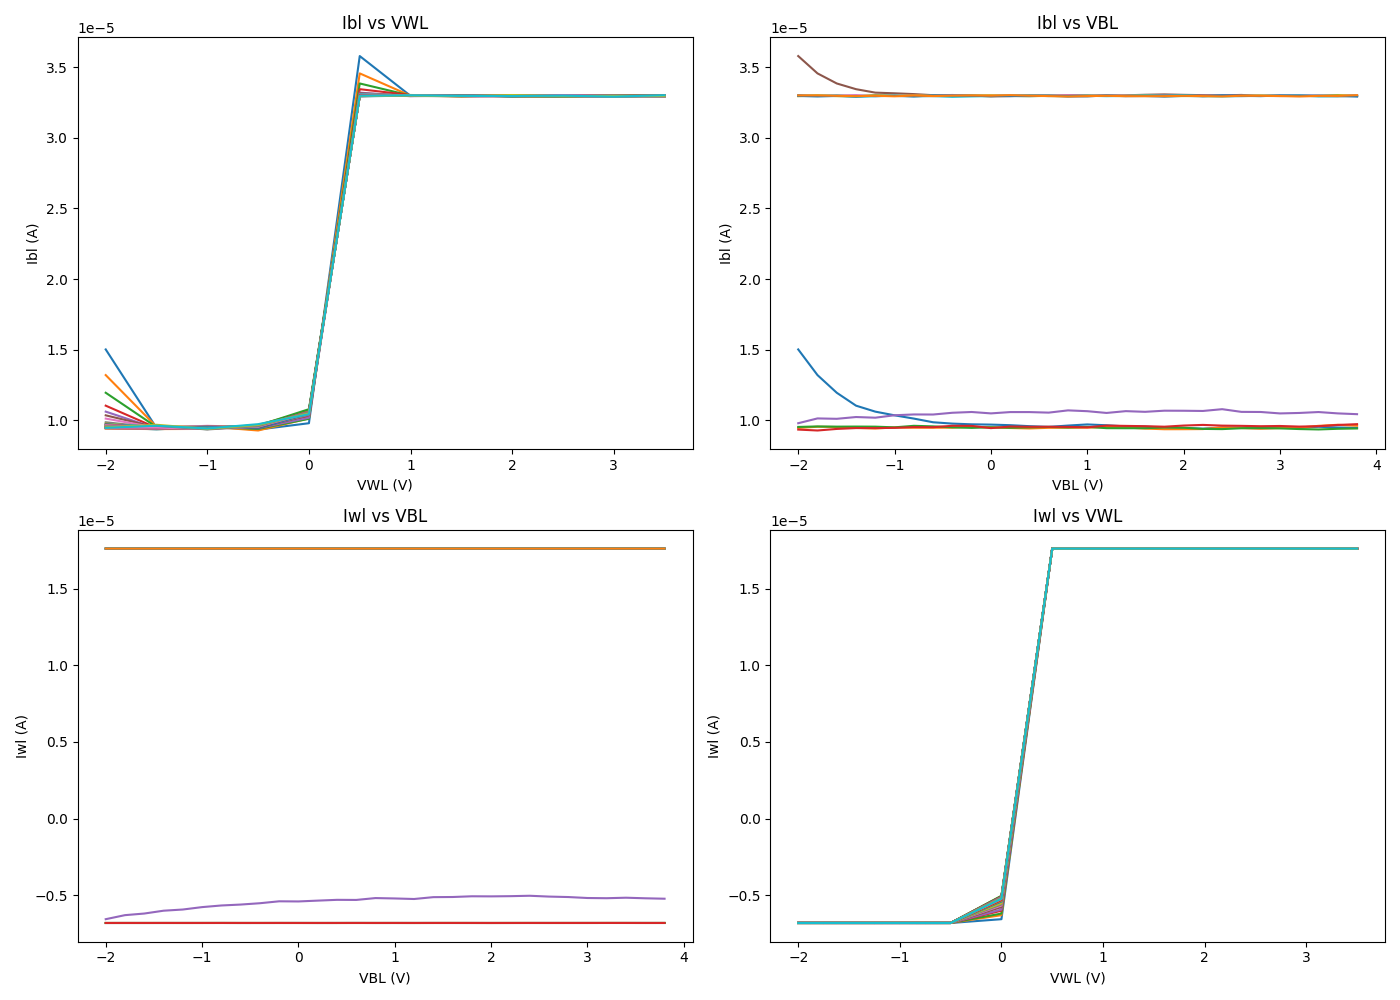 Ibl vs VWL
1e−5
3.5
3.0
2.5
2.0
1.5
1.0
Ibl (A)
−2 −1 0 1 2 3
VWL (V)
Ibl vs VBL
1e−5
3.5
3.0
2.5
2.0
1.5
1.0
Ibl (A)
−2 −1 0 1 2 3 4
VBL (V)
Iwl vs VBL
1e−5
1.5
1.0
0.5
0.0
−0.5
Iwl (A)
−2 −1 0 1 2 3 4
VBL (V)
Iwl vs VWL
1e−5
1.5
1.0
0.5
0.0
−0.5
Iwl (A)
−2 −1 0 1 2 3
VWL (V)